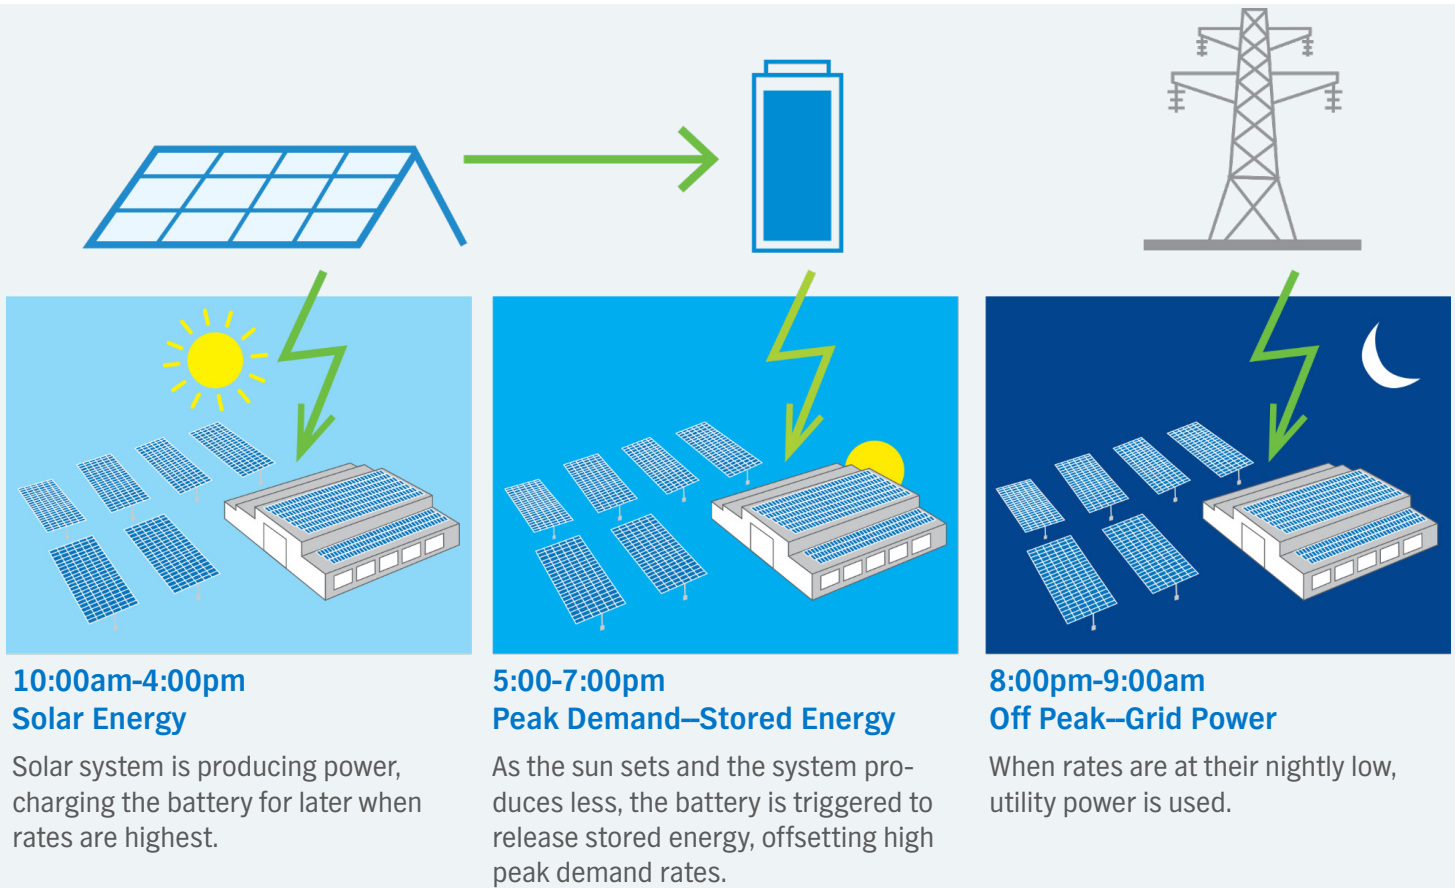 10:00am-4:00pm
Solar Energy
Solar system is producing power,
charging the battery for later when
rates are highest.
5:00-7:00pm
Peak Demand—Stored Energy
As the sun sets and the system pro-
duces less, the battery is triggered to
release stored energy, offsetting high
peak demand rates.
8:00pm-9:00am
Off Peak--Grid Power
When rates are at their nightly low,
utility power is used.